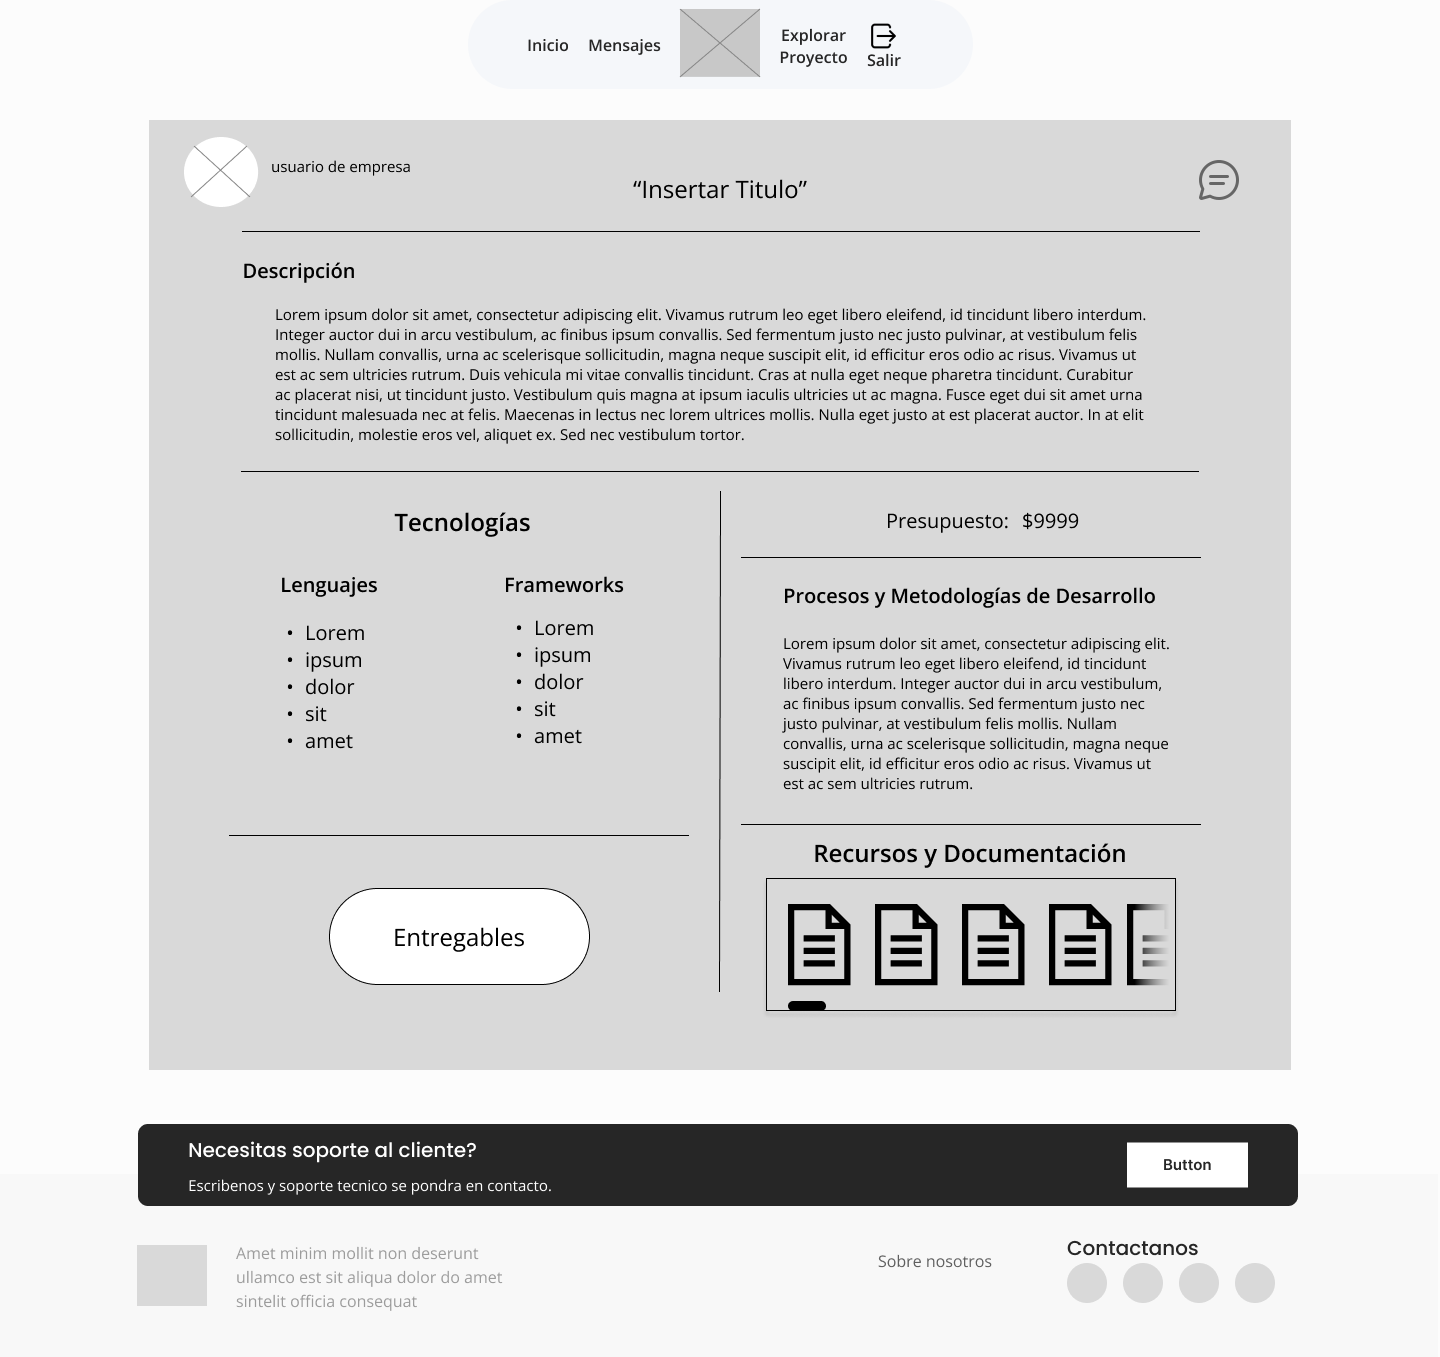 Inicio
Mensajes
Explorar
Proyecto
Salir
usuario de empresa
“Insertar Titulo”
Descripción
Lorem ipsum dolor sit amet, consectetur adipiscing elit. Vivamus rutrum leo eget libero eleifend, id tincidunt libero interdum.
Integer auctor dui in arcu vestibulum, ac finibus ipsum convallis. Sed fermentum justo nec justo pulvinar, at vestibulum felis
mollis. Nullam convallis, urna ac scelerisque sollicitudin, magna neque suscipit elit, id efficitur eros odio ac risus. Vivamus ut
est ac sem ultricies rutrum. Duis vehicula mi vitae convallis tincidunt. Cras at nulla eget neque pharetra tincidunt. Curabitur
ac placerat nisi, ut tincidunt justo. Vestibulum quis magna at ipsum iaculis ultricies ut ac magna. Fusce eget dui sit amet urna
tincidunt malesuada nec at felis. Maecenas in lectus nec lorem ultrices mollis. Nulla eget justo at est placerat auctor. In at elit
sollicitudin, molestie eros vel, aliquet ex. Sed nec vestibulum tortor.
Tecnologías
Lenguajes
• Lorem
• ipsum
• dolor
• sit
• amet
Frameworks
• Lorem
• ipsum
• dolor
• sit
• amet
Entregables
Presupuesto: $9999
Procesos y Metodologías de Desarrollo
Lorem ipsum dolor sit amet, consectetur adipiscing elit.
Vivamus rutrum leo eget libero eleifend, id tincidunt
libero interdum. Integer auctor dui in arcu vestibulum,
ac finibus ipsum convallis. Sed fermentum justo nec
justo pulvinar, at vestibulum felis mollis. Nullam
convallis, urna ac scelerisque sollicitudin, magna neque
suscipit elit, id efficitur eros odio ac risus. Vivamus ut
est ac sem ultricies rutrum.
Recursos y Documentación
Necesitas soporte al cliente?
Escribenos y soporte tecnico se pondra en contacto.
Button
Amet minim mollit non deserunt
ullamco est sit aliqua dolor do amet
sintelit officia consequat
Sobre nosotros
Contactanos